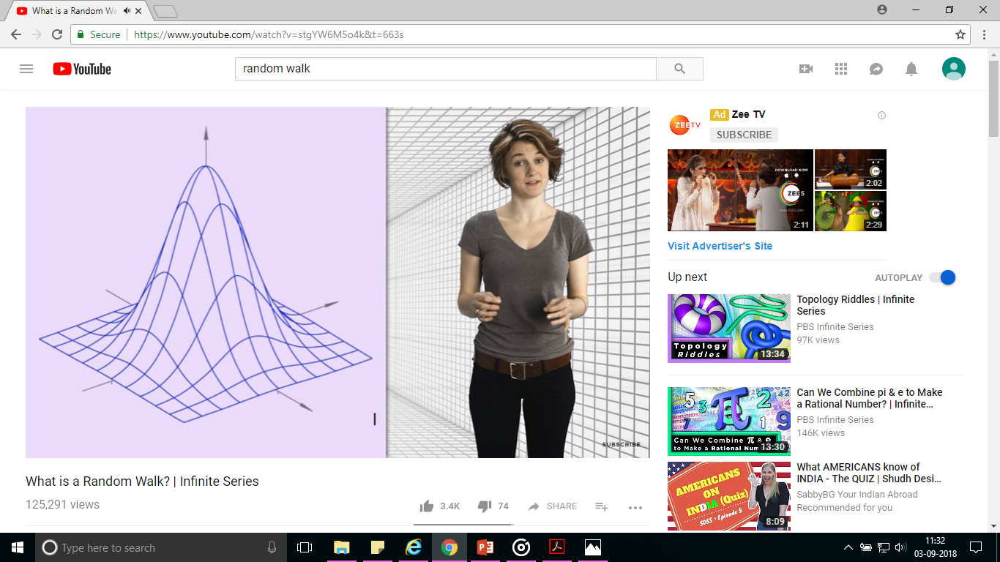 What is a Random Wa
Secure
https://www.youtube.com/watch?v=stgYW6M5o4k&t=663s
YouTube
random walk
Ad Zee TV
ZEETV
SUBSCRIBE
DOWNLOAD NOW
ZEE5
2:11
2:02
2:29
Visit Advertiser's Site
Up next
AUTOPLAY
Topology
Riddles
13:34
Topology Riddles | Infinite
Series
PBS Infinite Series
97K views
Can We Combine π & e
to Make a Rational Num
13:30
Can We Combine pi & e to Make
a Rational Number? | Infinite...
PBS Infinite Series
146K views
AMERICANS
ON
INDIA (Quiz)
SDSS : Episode 5
8:09
What AMERICANS know of
INDIA - The QUIZ | Shudh Desi...
SabbyBG Your Indian Abroad
Recommended for you
SUBSCRIBE
What is a Random Walk? | Infinite Series
125,291 views
3.4K
74
SHARE
Type here to search
11:32
03-09-2018